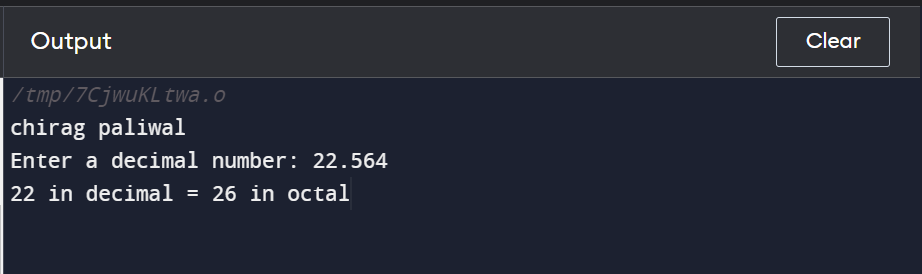 Output
Clear
/tmp/7CjwuKLtwa.o
chirag paliwal
Enter a decimal number: 22.564
22 in decimal = 26 in octal